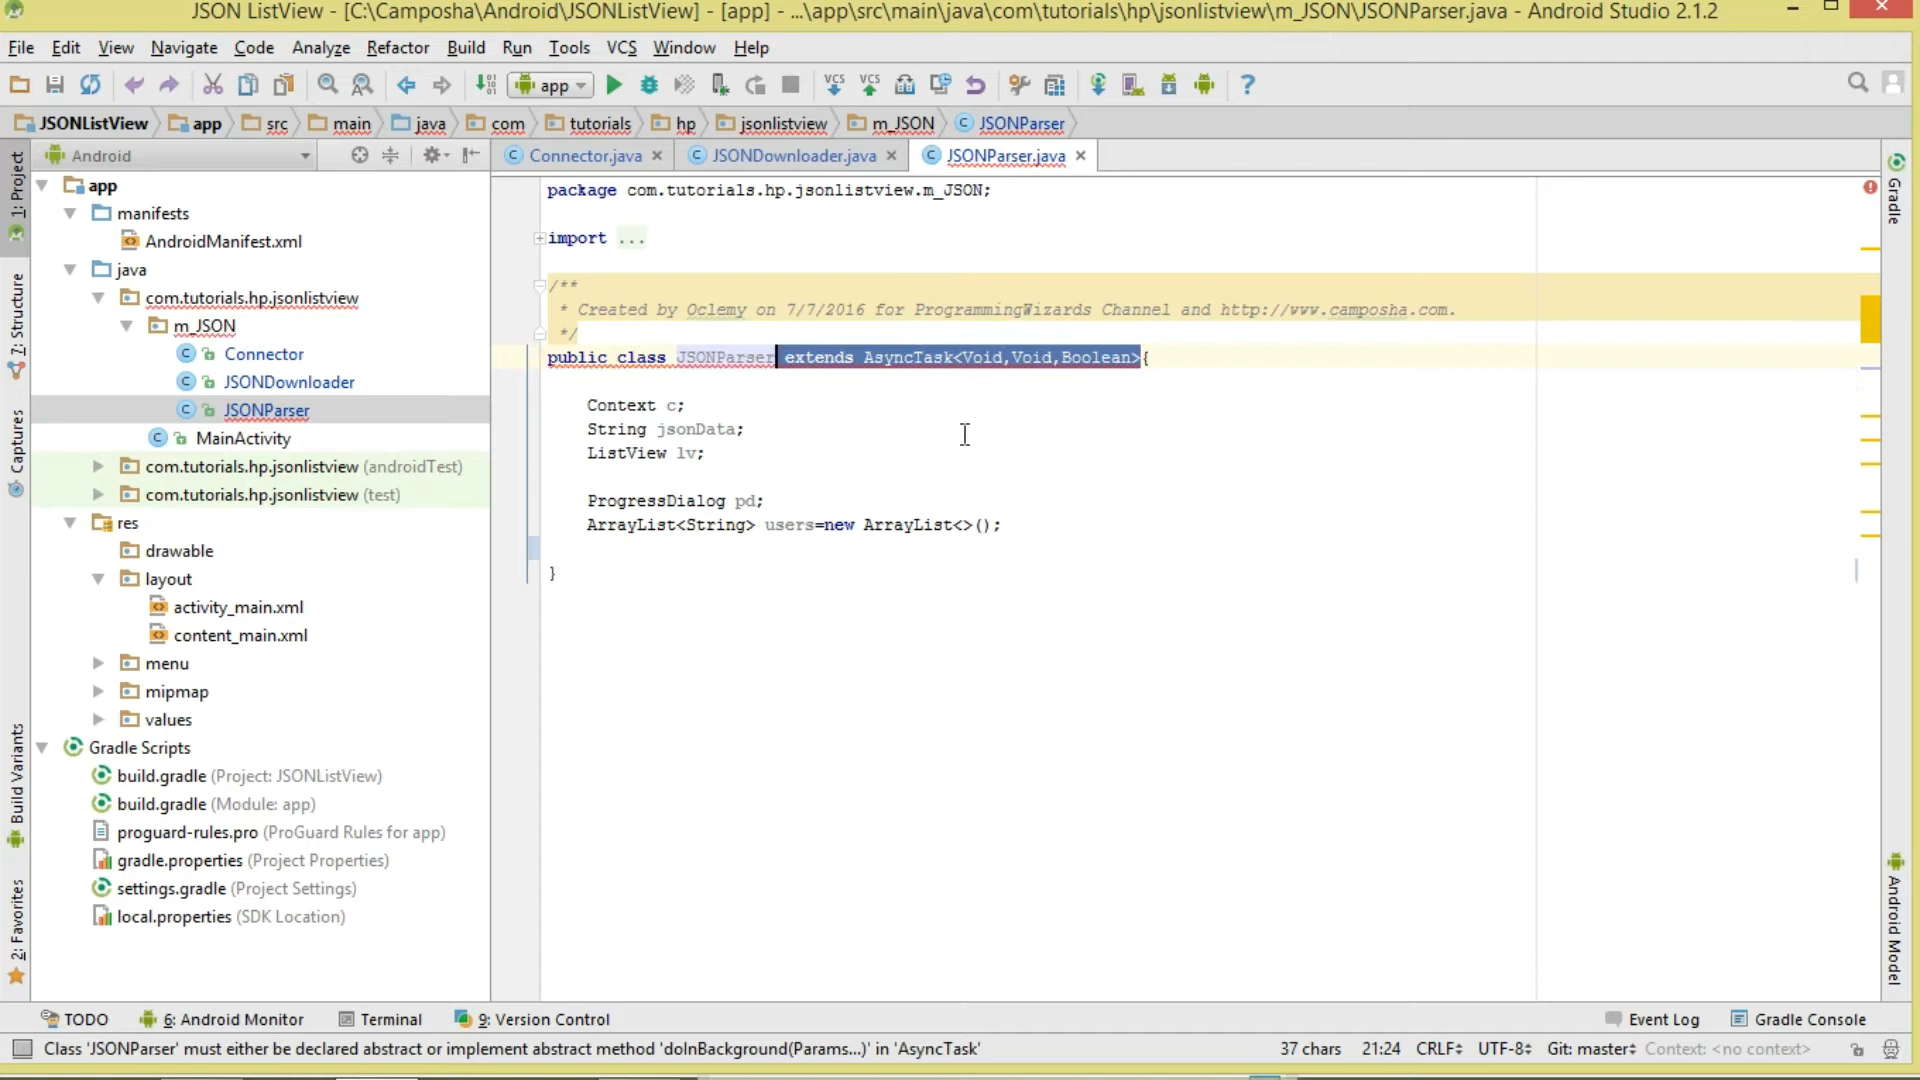 JSON ListView - [C:\Camposha\Android\JSONListView] - [app] - ...\app\src\main\java\com\tutorials\hp\jsonlistview\m_JSON\JSONParser.java - Android Studio 2.1.2
File Edit View Navigate Code Analyze Refactor Build Run Tools VCS Window Help
app VCS VCS ?
JSONListView app src main java com tutorials hp jsonlistview m_JSON JSONParser
Android
Connector.java JSONDownloader.java JSONParser.java
1: Project
7: Structure
Captures
Build Variants
2: Favorites
app
manifests
AndroidManifest.xml
java
com.tutorials.hp.jsonlistview
m_JSON
Connector
JSONDownloader
JSONParser
MainActivity
com.tutorials.hp.jsonlistview (androidTest)
com.tutorials.hp.jsonlistview (test)
res
drawable
layout
activity_main.xml
content_main.xml
menu
mipmap
values
Gradle Scripts
build.gradle (Project: JSONListView)
build.gradle (Module: app)
proguard-rules.pro (ProGuard Rules for app)
gradle.properties (Project Properties)
settings.gradle (Project Settings)
local.properties (SDK Location)
package com.tutorials.hp.jsonlistview.m_JSON;
import ...
/**
* Created by Oclemy on 7/7/2016 for ProgrammingWizards Channel and http://www.camposha.com.
*/
public class JSONParser extends AsyncTask<Void,Void,Boolean>{
Context c;
String jsonData;
ListView lv;
ProgressDialog pd;
ArrayList<String> users=new ArrayList<>();
}
Gradle
Android Model
TODO 6: Android Monitor Terminal 9: Version Control Event Log Gradle Console
Class 'JSONParser' must either be declared abstract or implement abstract method 'doInBackground(Params...)' in 'AsyncTask' 37 chars 21:24 CRLF UTF-8 Git: master Context: <no context>